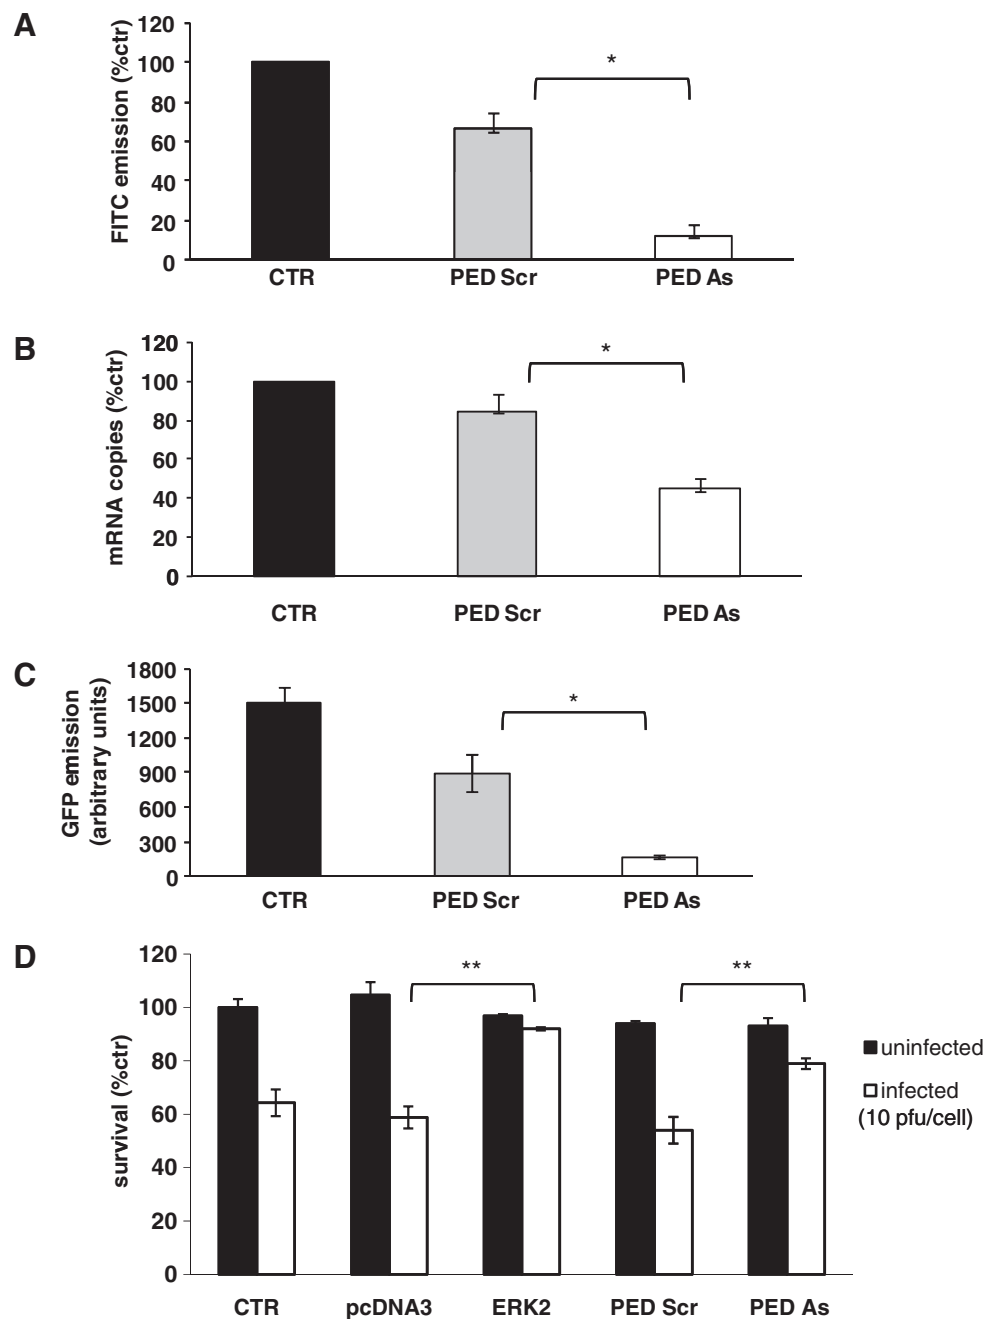 A
FITC emission (%ctr)
120
100
80
60
40
20
0
*
CTR PED Scr PED As
B
mRNA copies (%ctr)
120
100
80
60
40
20
0
*
CTR PED Scr PED As
C
GFP emission
(arbitrary units)
1800
1500
1200
900
600
300
0
*
CTR PED Scr PED As
D
survival (%ctr)
120
100
80
60
40
20
0
** **
uninfected
infected
(10 pfu/cell)
CTR pcDNA3 ERK2 PED Scr PED As